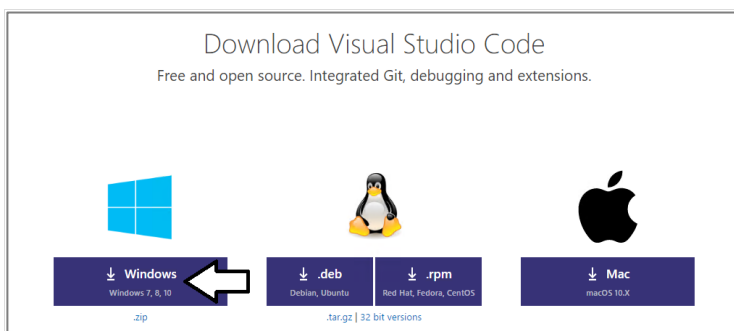 Download Visual Studio Code
Free and open source. Integrated Git, debugging and extensions.
Windows
Windows 7, 8, 10
.zip
.deb
Debian, Ubuntu
.rpm
Red Hat, Fedora, CentOS
.tar.gz | 32 bit versions
Mac
macOS 10.X